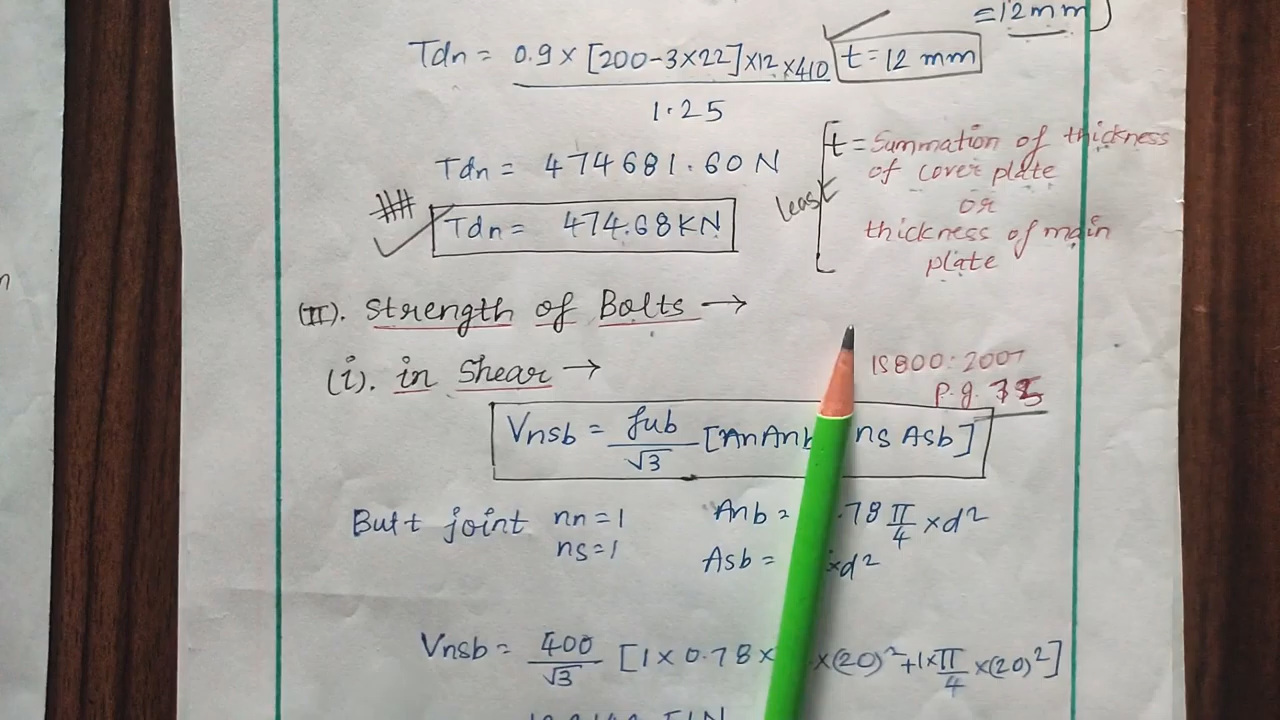 =12mm)
Tdn = 0.9 × [200-3×22]×12×410
1.25
t=12 mm
Tdn = 474681.60 N
Tdn = 474.68KN
least
t = Summation of thickness
of cover plate
or
thickness of main
plate
(II). Strength of Bolts →
(i). in Shear →
IS800:2007
P.g. 75
Vnsb = fub/√3 [nnAnb ns Asb]
Butt joint nn=1
ns=1
Anb = .78 π/4 ×d²
Asb = ×d²
Vnsb = 400/√3 [1×0.78× ×(20)²+1×π/4×(20)²]